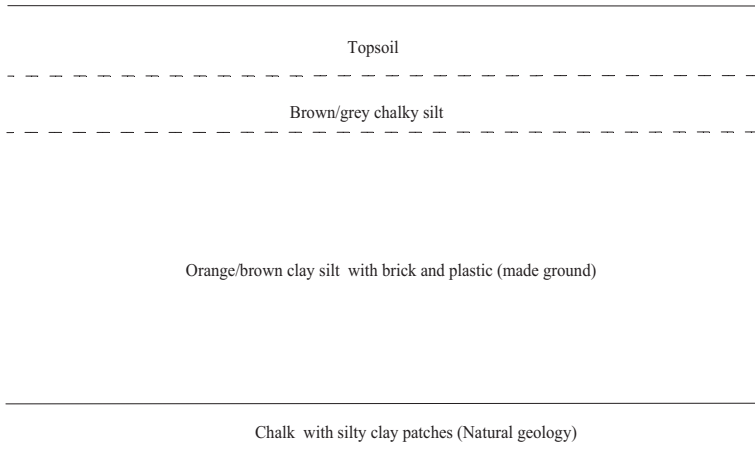 Topsoil
Brown/grey chalky silt
Orange/brown clay silt with brick and plastic (made ground)
Chalk with silty clay patches (Natural geology)